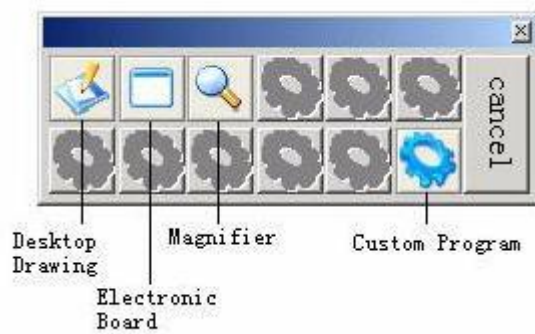 cancel
Desktop
Drawing
Magnifier
Custom Program
Electronic
Board